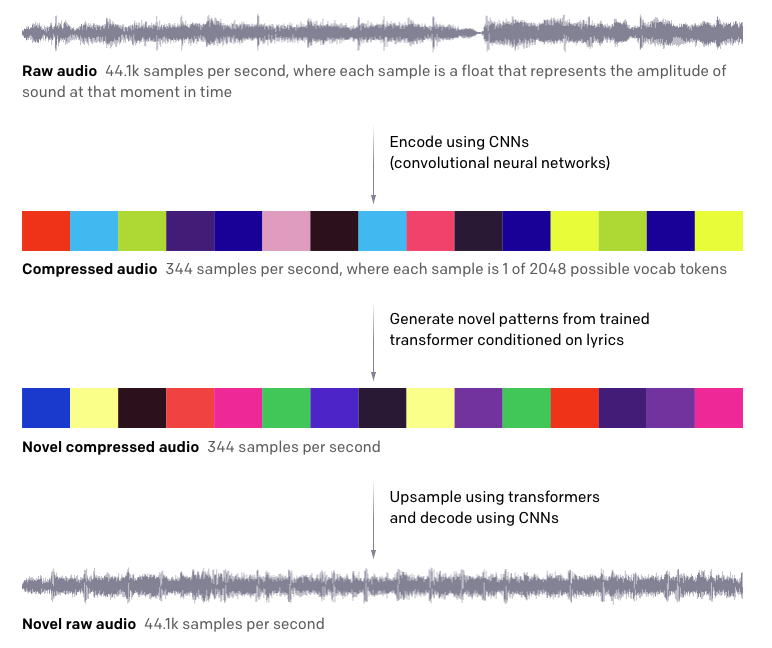 Raw audio 44.1k samples per second, where each sample is a float that represents the amplitude of
sound at that moment in time
Encode using CNNs
(convolutional neural networks)
Compressed audio 344 samples per second, where each sample is 1 of 2048 possible vocab tokens
Generate novel patterns from trained
transformer conditioned on lyrics
Novel compressed audio 344 samples per second
Upsample using transformers
and decode using CNNs
Novel raw audio 44.1k samples per second